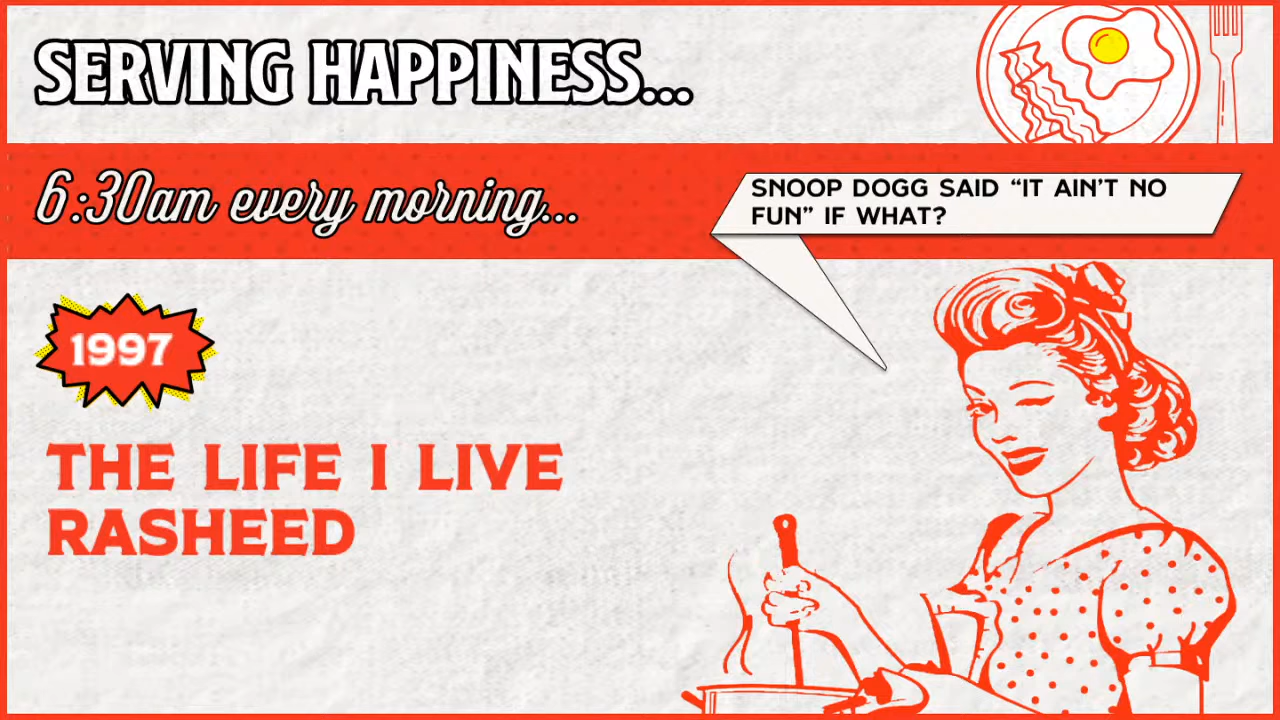 SERVING HAPPINESS...
6:30am every morning...
SNOOP DOGG SAID “IT AIN’T NO
FUN” IF WHAT?
1997
THE LIFE I LIVE
RASHEED